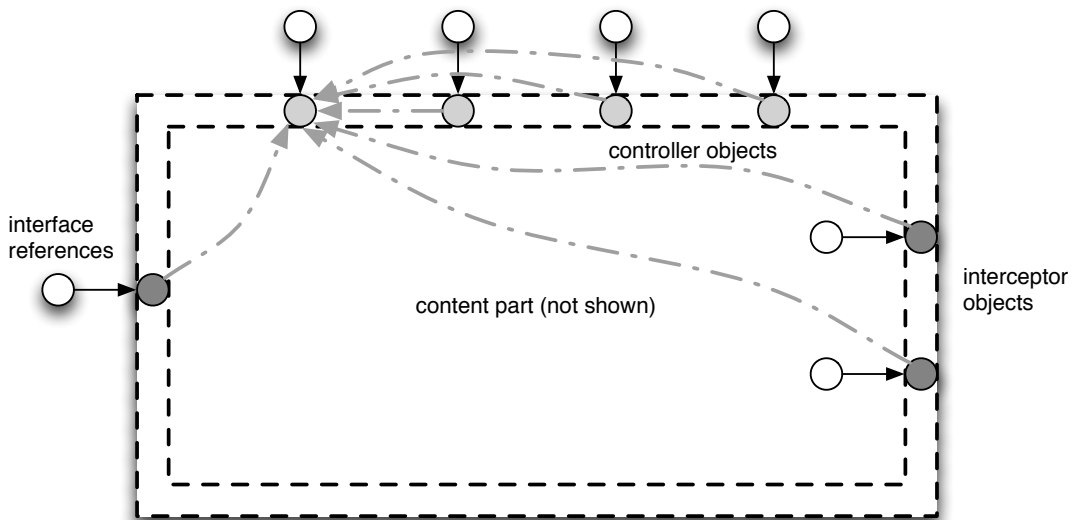 controller objects
interface
references
interceptor
objects
content part (not shown)